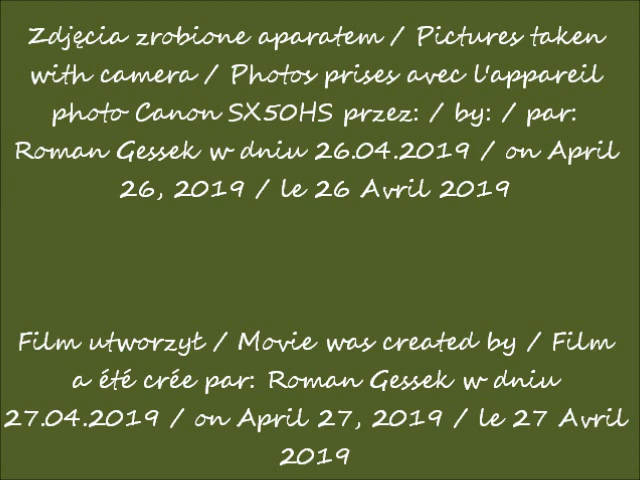 Zdjęcia zrobione aparatem / Pictures taken
with camera / Photos prises avec l'appareil
photo Canon SX50HS przez: / by: / par:
Roman Gessek w dniu 26.04.2019 / on April
26, 2019 / le 26 Avril 2019
Film utworzył / Movie was created by / Film
a été crée par: Roman Gessek w dniu
27.04.2019 / on April 27, 2019 / le 27 Avril
2019